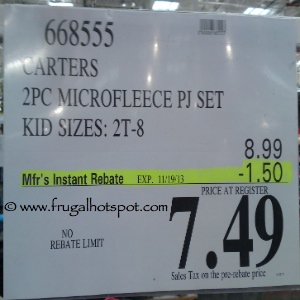 668555
CARTERS
2PC MICROFLEECE PJ SET
KID SIZES: 2T-8
8.99
Mfr's Instant Rebate EXP. 11/19/13 -1.50
PRICE AT REGISTER
www.frugalhotspot.com
7.49
NO
REBATE LIMIT
Sales Tax on the pre-rebate price